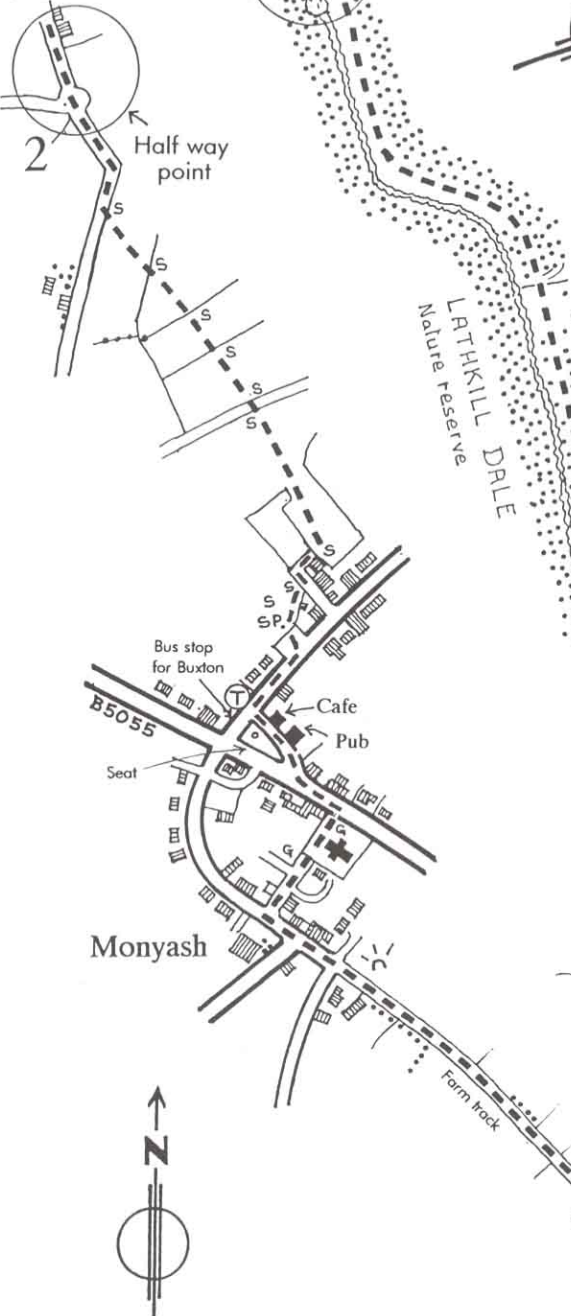 2
Half way
point
S
S
S
S
S
S
LATHKILL DALE
Nature reserve
S
S
S
SP.
Bus stop
for Buxton
T
B5055
Cafe
Pub
Seat
G
G
Monyash
Farm track
N